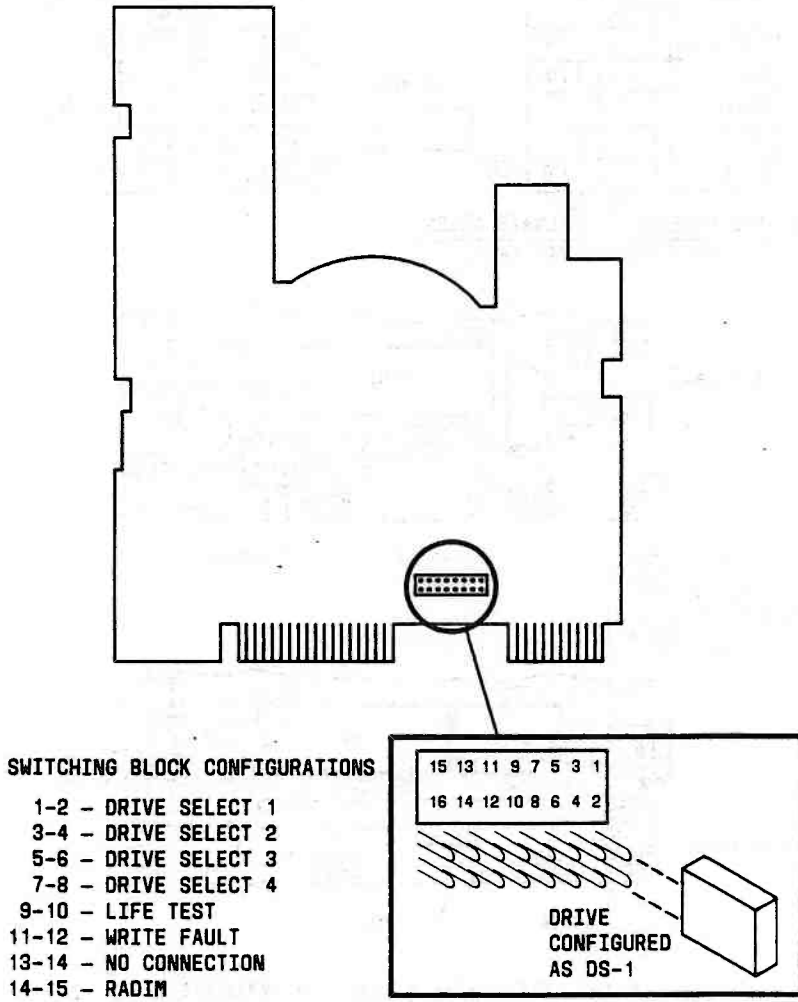 SWITCHING BLOCK CONFIGURATIONS
1-2 - DRIVE SELECT 1
3-4 - DRIVE SELECT 2
5-6 - DRIVE SELECT 3
7-8 - DRIVE SELECT 4
9-10 - LIFE TEST
11-12 - WRITE FAULT
13-14 - NO CONNECTION
14-15 - RADIM
15 13 11 9 7 5 3 1
16 14 12 10 8 6 4 2
DRIVE
CONFIGURED
AS DS-1